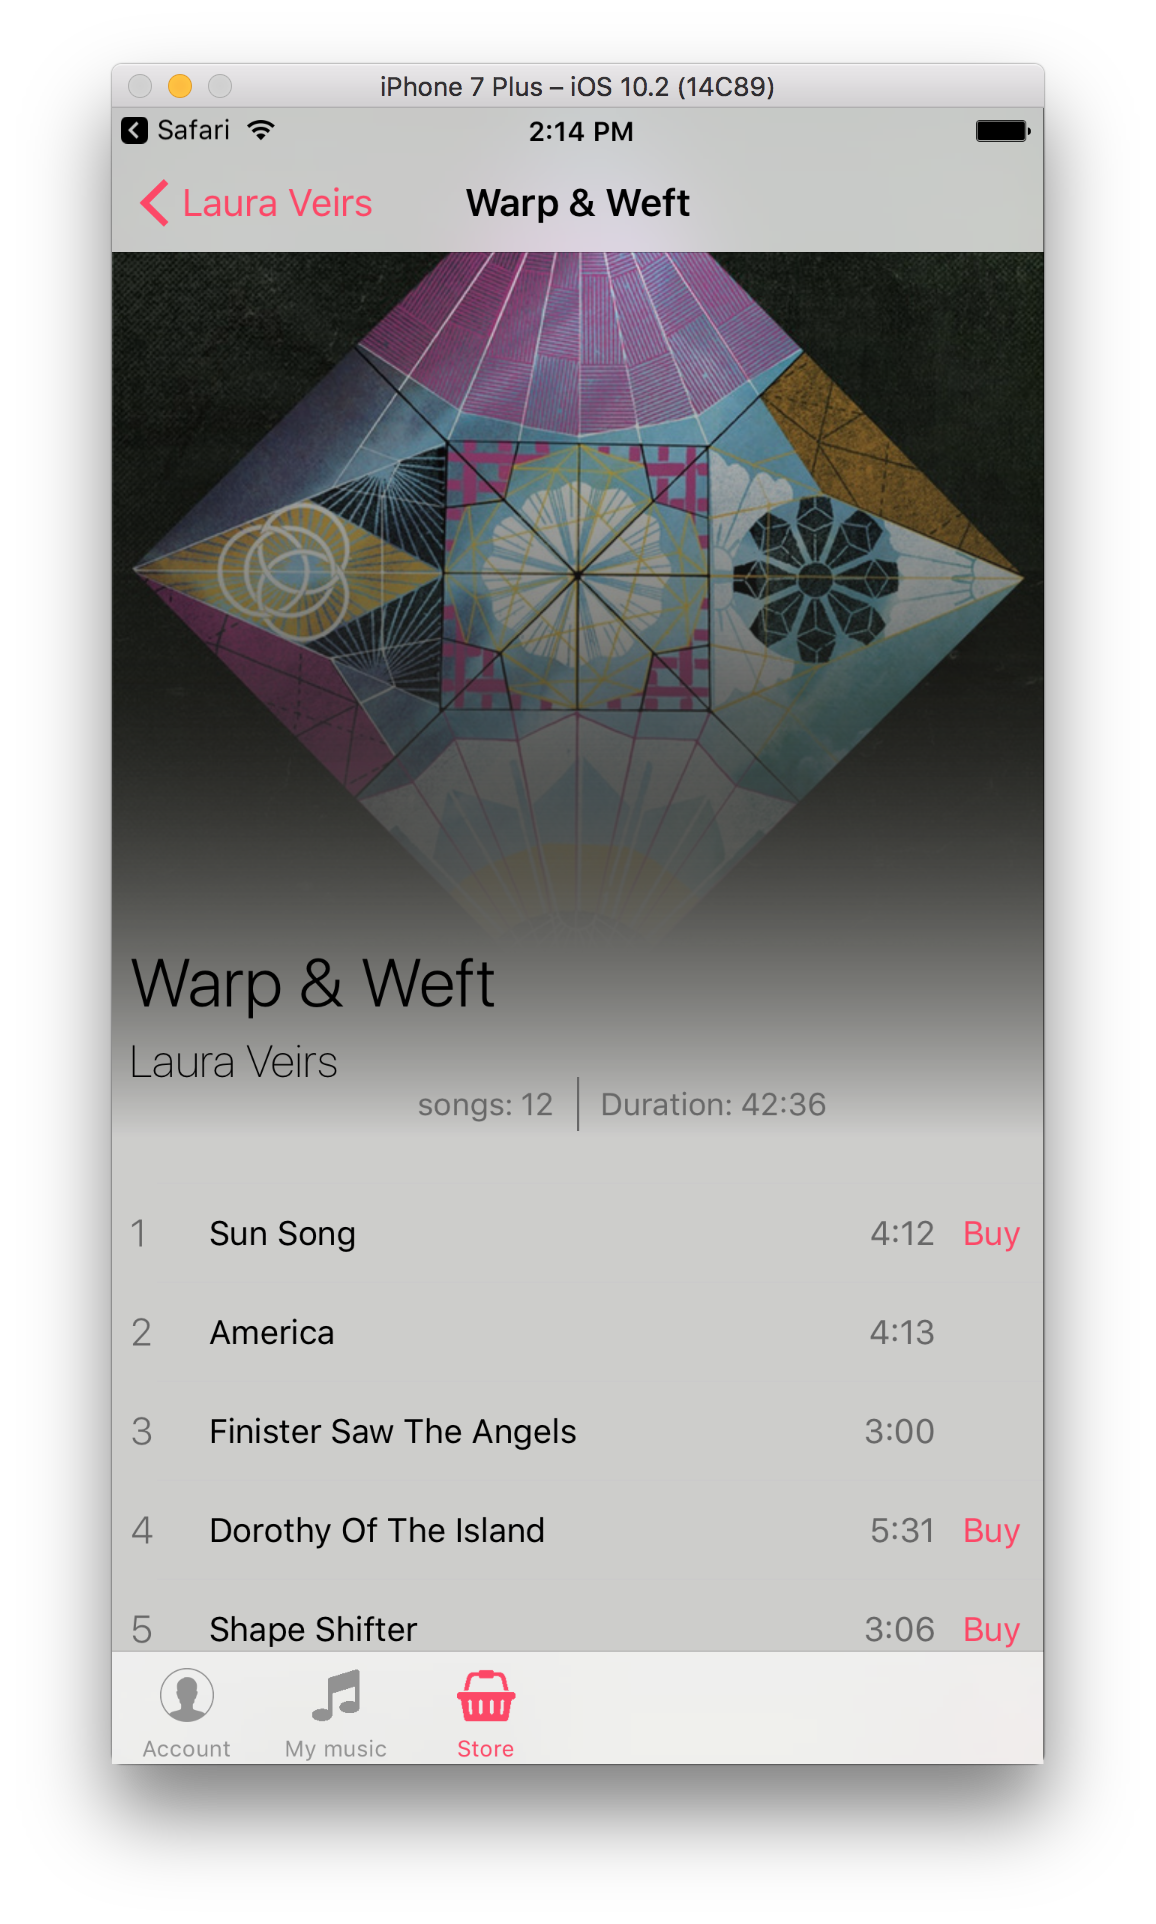 iPhone 7 Plus – iOS 10.2 (14C89)
Safari 2:14 PM
Laura Veirs Warp & Weft
Warp & Weft
Laura Veirs
songs: 12 Duration: 42:36
1 Sun Song 4:12 Buy
2 America 4:13
3 Finister Saw The Angels 3:00
4 Dorothy Of The Island 5:31 Buy
5 Shape Shifter 3:06 Buy
Account My music Store